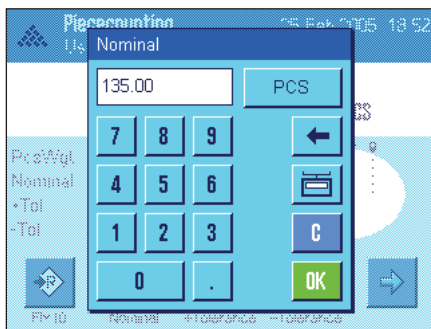 Piececounting 25 Feb 2005 18:52
Nominal
135.00 PCS
7 8 9
PcsWgt
Nominal
4 5 6
+Tol
-Tol
1 2 3 C
0 . OK
Nominal +Tolerance -Tolerance